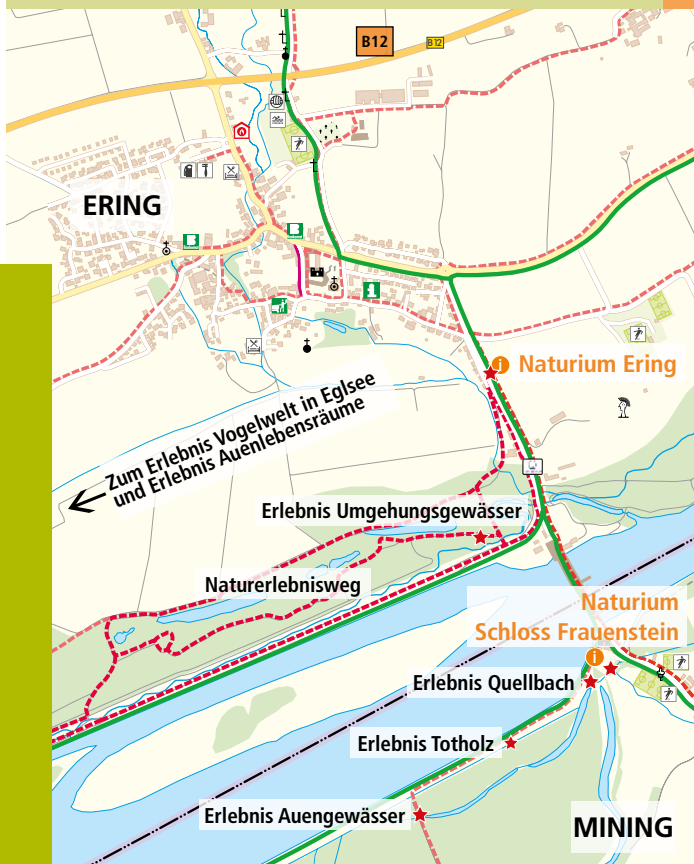 B12
B 12
ERING
Naturium Ering
Zum Erlebnis Vogelwelt in Eglsee
und Erlebnis Auenlebensräume
Erlebnis Umgehungsgewässer
Naturerlebnisweg
Naturium
Schloss Frauenstein
Erlebnis Quellbach
Erlebnis Totholz
Erlebnis Auengewässer
MINING